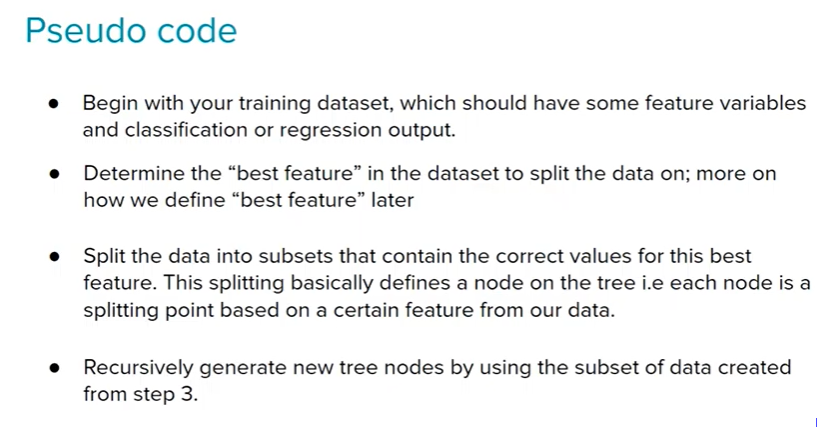 Pseudo code
● Begin with your training dataset, which should have some feature variables
and classification or regression output.
● Determine the “best feature” in the dataset to split the data on; more on
how we define “best feature” later
● Split the data into subsets that contain the correct values for this best
feature. This splitting basically defines a node on the tree i.e each node is a
splitting point based on a certain feature from our data.
● Recursively generate new tree nodes by using the subset of data created
from step 3.